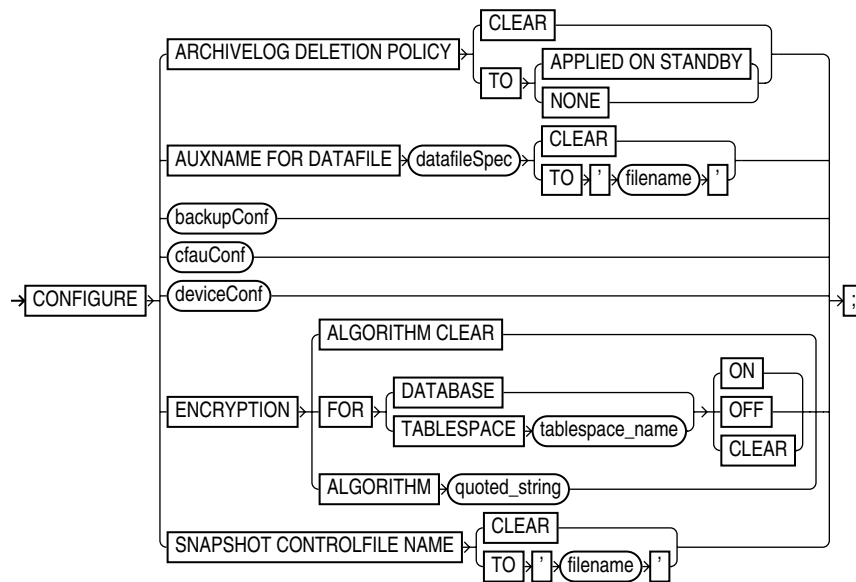 CLEAR
ARCHIVELOG DELETION POLICY
APPLIED ON STANDBY
TO
NONE
CLEAR
AUXNAME FOR DATAFILE datafileSpec
TO ' filename '
backupConf
cfauConf
CONFIGURE deviceConf ;
ALGORITHM CLEAR
ON
DATABASE
ENCRYPTION FOR OFF
TABLESPACE tablespace_name
CLEAR
ALGORITHM quoted_string
CLEAR
SNAPSHOT CONTROLFILE NAME
TO ' filename '